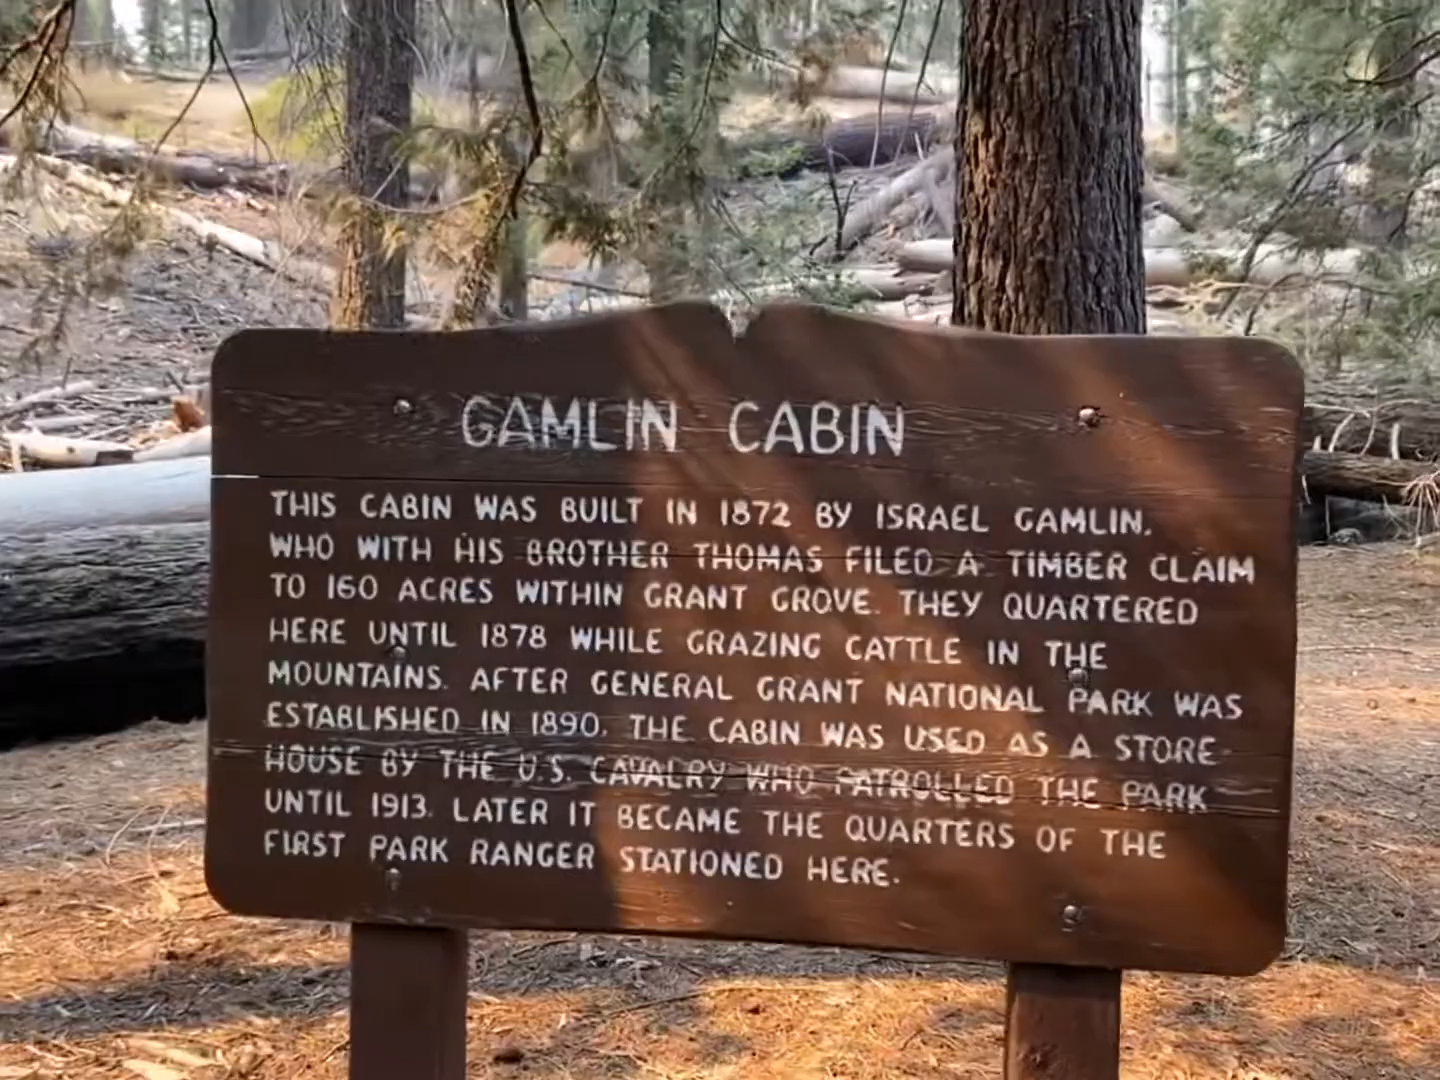 GAMLIN CABIN
THIS CABIN WAS BUILT IN 1872 BY ISRAEL GAMLIN.
WHO WITH HIS BROTHER THOMAS FILED A TIMBER CLAIM
TO 160 ACRES WITHIN GRANT GROVE. THEY QUARTERED
HERE UNTIL 1878 WHILE GRAZING CATTLE IN THE
MOUNTAINS. AFTER GENERAL GRANT NATIONAL PARK WAS
ESTABLISHED IN 1890, THE CABIN WAS USED AS A STORE
HOUSE BY THE U.S. CAVALRY WHO PATROLLED THE PARK
UNTIL 1913. LATER IT BECAME THE QUARTERS OF THE
FIRST PARK RANGER STATIONED HERE.